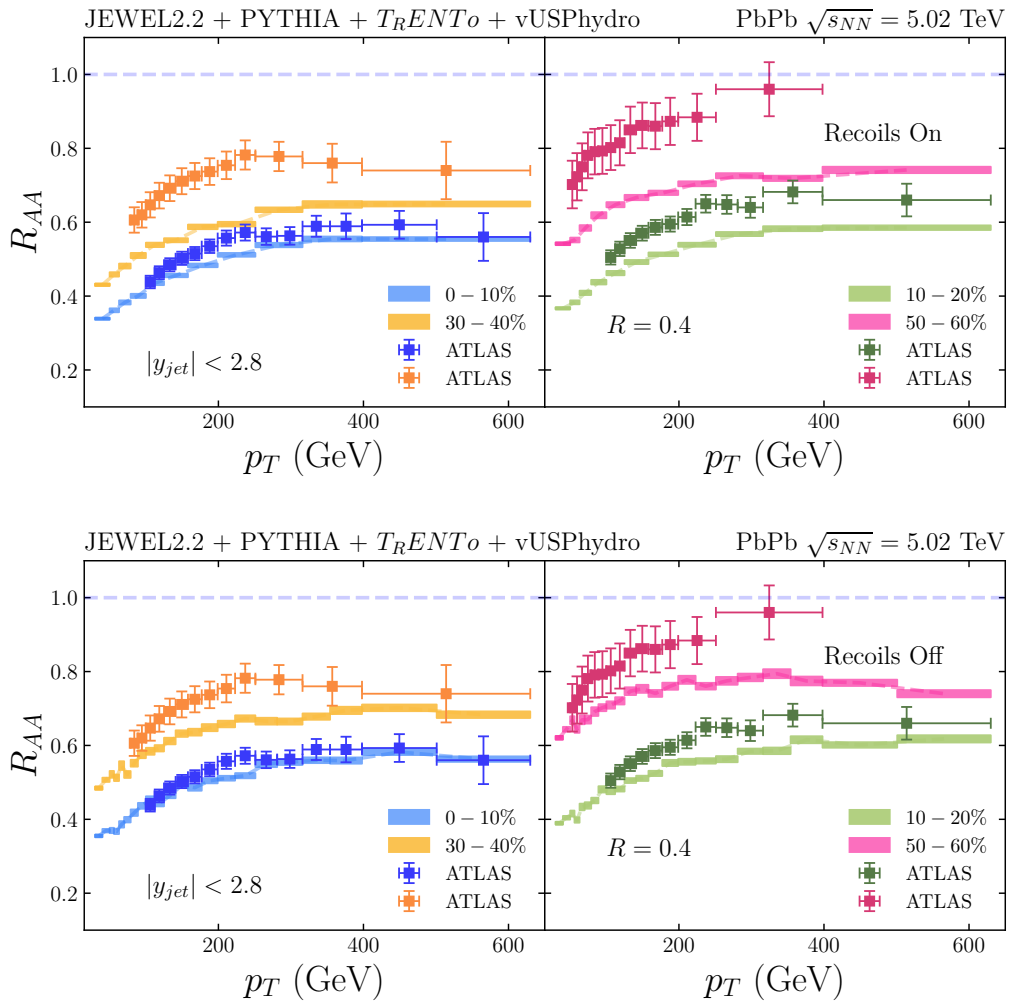 JEWEL2.2 + PYTHIA + T_RENTo + vUSPhydro
PbPb √s_NN = 5.02 TeV
R_AA
1.0
0.8
0.6
0.4
0.2
|y_jet| < 2.8
0 − 10%
30 − 40%
ATLAS
ATLAS
Recoils On
R = 0.4
10 − 20%
50 − 60%
ATLAS
ATLAS
200
400
600
200
400
600
p_T (GeV)
p_T (GeV)
JEWEL2.2 + PYTHIA + T_RENTo + vUSPhydro
PbPb √s_NN = 5.02 TeV
R_AA
1.0
0.8
0.6
0.4
0.2
|y_jet| < 2.8
0 − 10%
30 − 40%
ATLAS
ATLAS
Recoils Off
R = 0.4
10 − 20%
50 − 60%
ATLAS
ATLAS
200
400
600
200
400
600
p_T (GeV)
p_T (GeV)